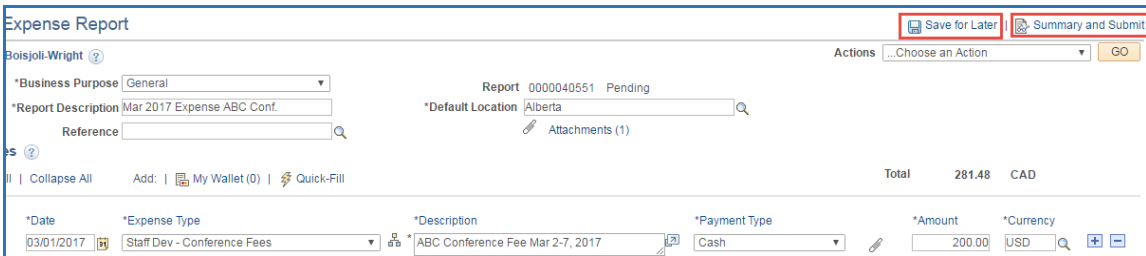 Expense Report
Save for Later | Summary and Submit
Boisjoli-Wright
Actions ...Choose an Action GO
*Business Purpose General
Report 0000040551 Pending
*Report Description Mar 2017 Expense ABC Conf.
*Default Location Alberta
Reference
Attachments (1)
es
ll | Collapse All Add: | My Wallet (0) | Quick-Fill
Total 281.48 CAD
*Date *Expense Type *Description *Payment Type *Amount *Currency
03/01/2017 Staff Dev - Conference Fees * ABC Conference Fee Mar 2-7, 2017 Cash 200.00 USD